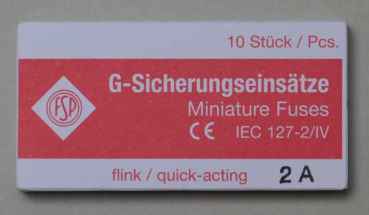 10 Stück / Pcs.
FSP
G-Sicherungseinsätze
Miniature Fuses
CE IEC 127-2/IV
flink / quick-acting 2 A